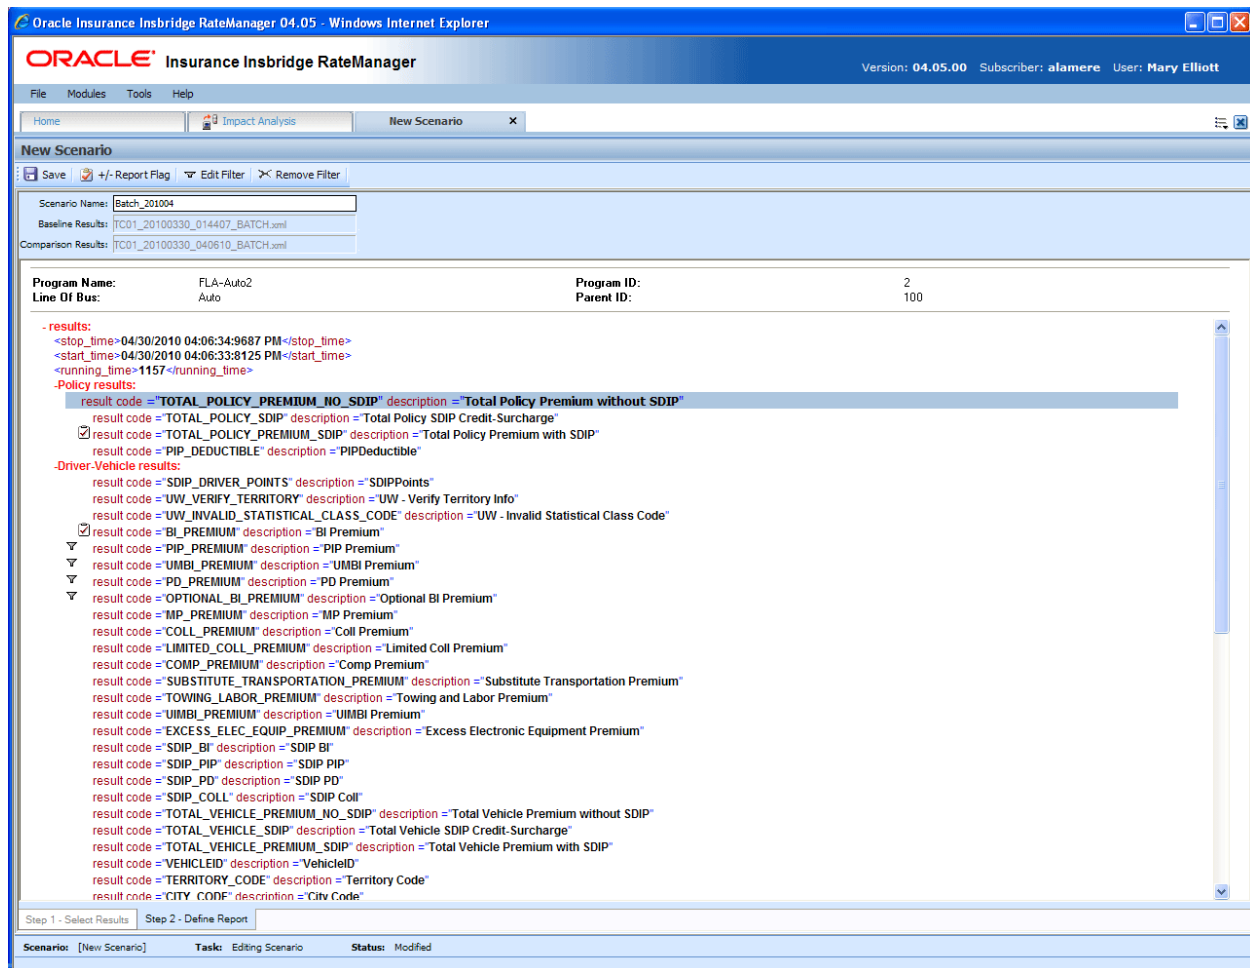 Oracle Insurance Insbridge RateManager 04.05 - Windows Internet Explorer
ORACLE Insurance Insbridge RateManager
Version: 04.05.00 Subscriber: alamere User: Mary Elliott
File Modules Tools Help
Home Impact Analysis New Scenario
New Scenario
Save +/- Report Flag Edit Filter Remove Filter
Scenario Name: Batch_201004
Baseline Results: TC01_20100330_014407_BATCH.xml
Comparison Results: TC01_20100330_040610_BATCH.xml
Program Name: FLA-Auto2 Program ID: 2
Line Of Bus: Auto Parent ID: 100
- results:
<stop_time>04/30/2010 04:06:34:9687 PM</stop_time>
<start_time>04/30/2010 04:06:33:8125 PM</start_time>
<running_time>1157</running_time>
-Policy results:
result code ="TOTAL_POLICY_PREMIUM_NO_SDIP" description ="Total Policy Premium without SDIP"
result code ="TOTAL_POLICY_SDIP" description ="Total Policy SDIP Credit-Surcharge"
result code ="TOTAL_POLICY_PREMIUM_SDIP" description ="Total Policy Premium with SDIP"
result code ="PIP_DEDUCTIBLE" description ="PIPDeductible"
-Driver-Vehicle results:
result code ="SDIP_DRIVER_POINTS" description ="SDIPPoints"
result code ="UW_VERIFY_TERRITORY" description ="UW - Verify Territory Info"
result code ="UW_INVALID_STATISTICAL_CLASS_CODE" description ="UW - Invalid Statistical Class Code"
result code ="BI_PREMIUM" description ="BI Premium"
result code ="PIP_PREMIUM" description ="PIP Premium"
result code ="UMBI_PREMIUM" description ="UMBI Premium"
result code ="PD_PREMIUM" description ="PD Premium"
result code ="OPTIONAL_BI_PREMIUM" description ="Optional BI Premium"
result code ="MP_PREMIUM" description ="MP Premium"
result code ="COLL_PREMIUM" description ="Coll Premium"
result code ="LIMITED_COLL_PREMIUM" description ="Limited Coll Premium"
result code ="COMP_PREMIUM" description ="Comp Premium"
result code ="SUBSTITUTE_TRANSPORTATION_PREMIUM" description ="Substitute Transportation Premium"
result code ="TOWING_LABOR_PREMIUM" description ="Towing and Labor Premium"
result code ="UIMBI_PREMIUM" description ="UIMBI Premium"
result code ="EXCESS_ELEC_EQUIP_PREMIUM" description ="Excess Electronic Equipment Premium"
result code ="SDIP_BI" description ="SDIP BI"
result code ="SDIP_PIP" description ="SDIP PIP"
result code ="SDIP_PD" description ="SDIP PD"
result code ="SDIP_COLL" description ="SDIP Coll"
result code ="TOTAL_VEHICLE_PREMIUM_NO_SDIP" description ="Total Vehicle Premium without SDIP"
result code ="TOTAL_VEHICLE_SDIP" description ="Total Vehicle SDIP Credit-Surcharge"
result code ="TOTAL_VEHICLE_PREMIUM_SDIP" description ="Total Vehicle Premium with SDIP"
result code ="VEHICLEID" description ="VehicleID"
result code ="TERRITORY_CODE" description ="Territory Code"
result code ="CITY_CODE" description ="City Code"
Step 1 - Select Results Step 2 - Define Report
Scenario: [New Scenario] Task: Editing Scenario Status: Modified